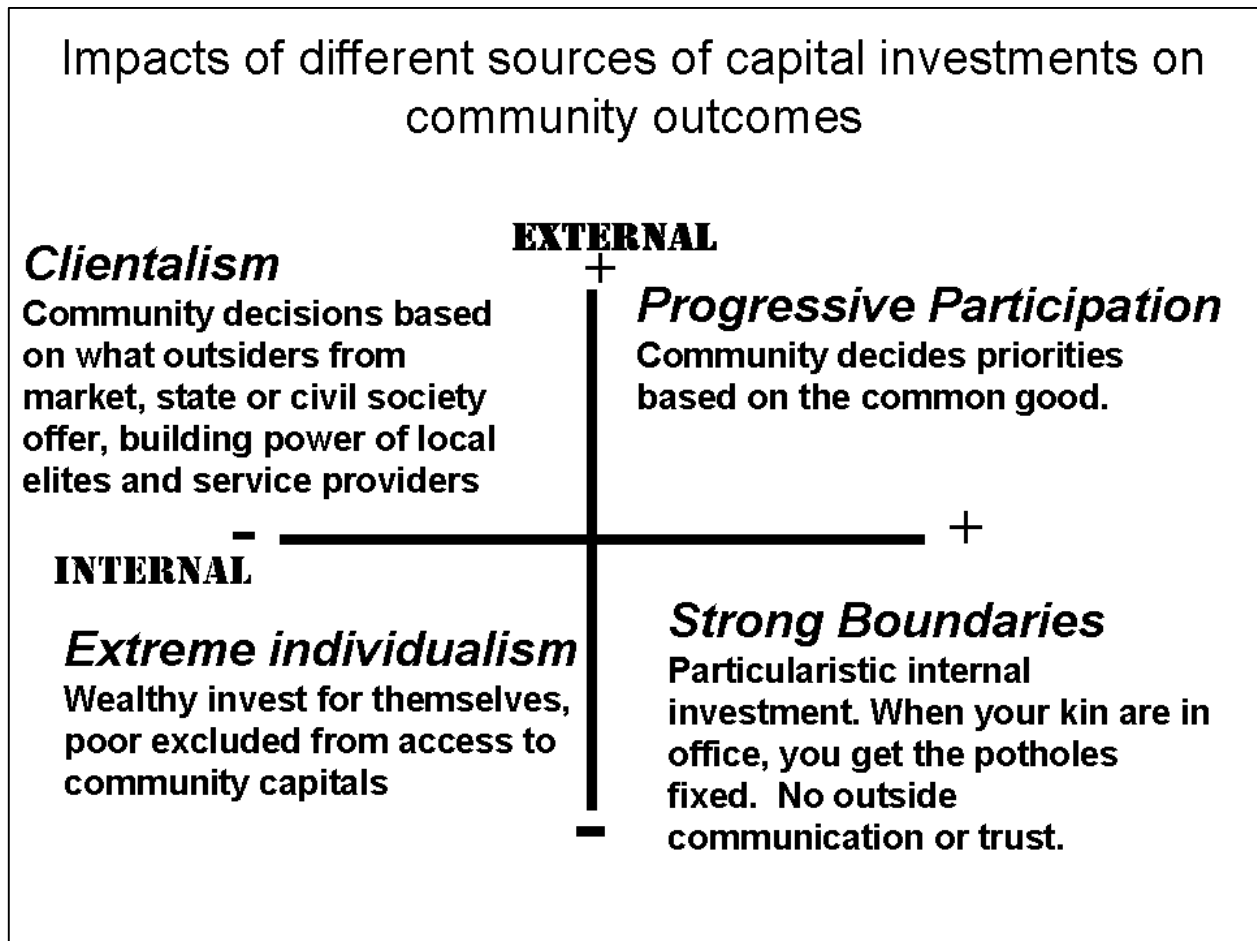 Impacts of different sources of capital investments on
community outcomes
EXTERNAL
+
Clientalism
Community decisions based
on what outsiders from
market, state or civil society
offer, building power of local
elites and service providers
Progressive Participation
Community decides priorities
based on the common good.
-
+
INTERNAL
Extreme individualism
Wealthy invest for themselves,
poor excluded from access to
community capitals
Strong Boundaries
Particularistic internal
investment. When your kin are in
office, you get the potholes
fixed. No outside
communication or trust.
-